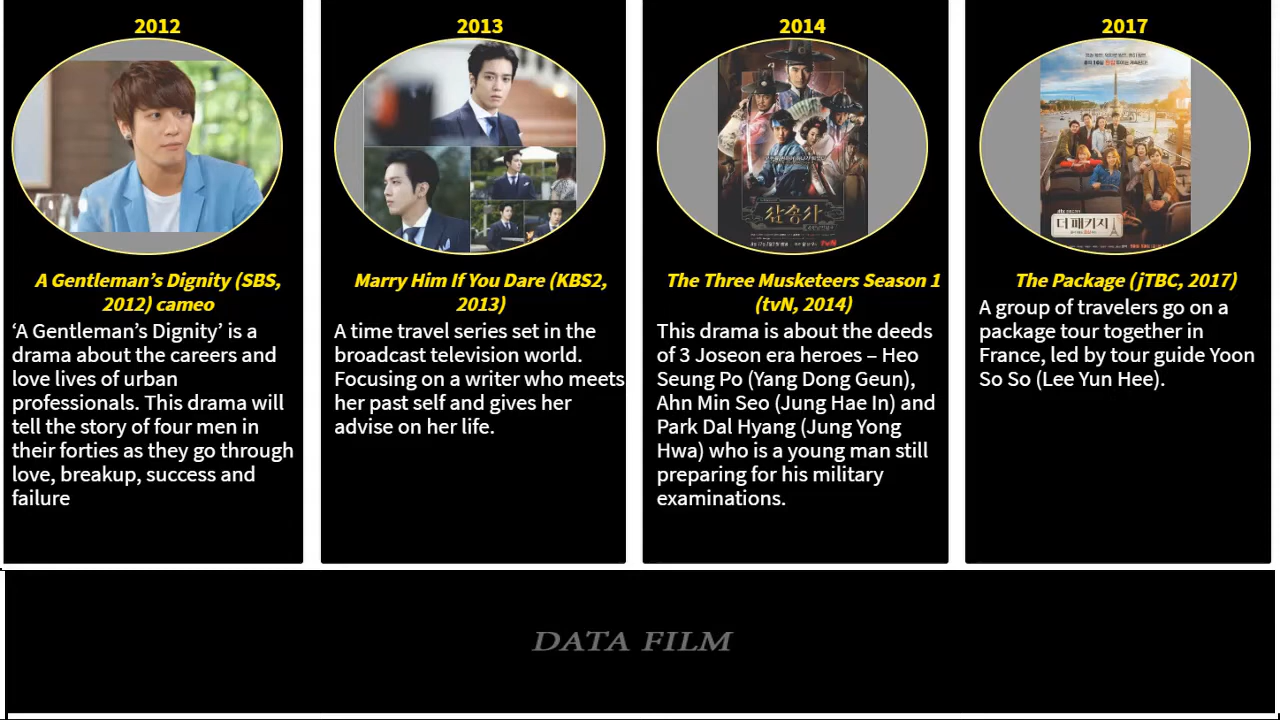 2012
A Gentleman’s Dignity (SBS,
2012) cameo
‘A Gentleman’s Dignity’ is a
drama about the careers and
love lives of urban
professionals. This drama will
tell the story of four men in
their forties as they go through
love, breakup, success and
failure
2013
Marry Him If You Dare (KBS2,
2013)
A time travel series set in the
broadcast television world.
Focusing on a writer who meets
her past self and gives her
advise on her life.
2014
삼총사
tvN
The Three Musketeers Season 1
(tvN, 2014)
This drama is about the deeds
of 3 Joseon era heroes – Heo
Seung Po (Yang Dong Geun),
Ahn Min Seo (Jung Hae In) and
Park Dal Hyang (Jung Yong
Hwa) who is a young man still
preparing for his military
examinations.
2017
더 패키지
The Package (jTBC, 2017)
A group of travelers go on a
package tour together in
France, led by tour guide Yoon
So So (Lee Yun Hee).
DATA FILM